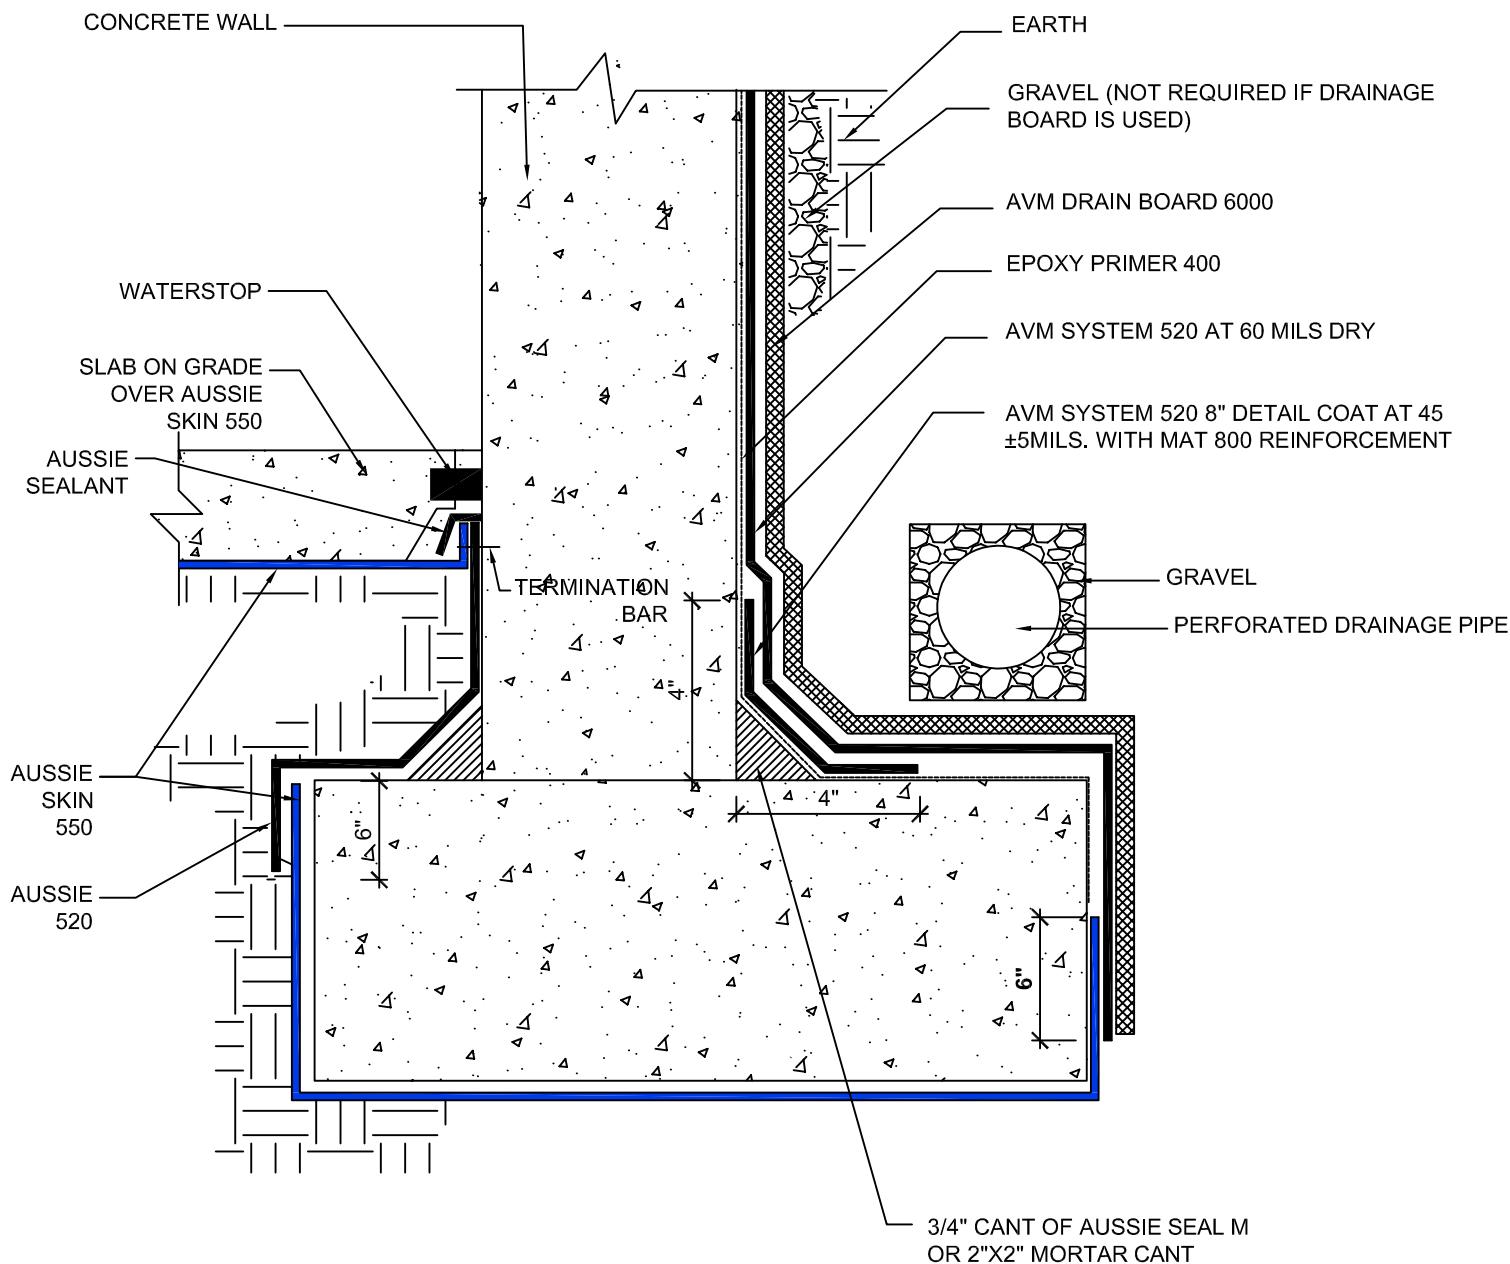 CONCRETE WALL
EARTH
GRAVEL (NOT REQUIRED IF DRAINAGE
BOARD IS USED)
AVM DRAIN BOARD 6000
EPOXY PRIMER 400
WATERSTOP
AVM SYSTEM 520 AT 60 MILS DRY
SLAB ON GRADE
OVER AUSSIE
SKIN 550
AVM SYSTEM 520 8" DETAIL COAT AT 45
±5MILS. WITH MAT 800 REINFORCEMENT
AUSSIE
SEALANT
TERMINATION
BAR
GRAVEL
PERFORATED DRAINAGE PIPE
4"
AUSSIE
SKIN
550
4"
6"
AUSSIE
520
6"
3/4" CANT OF AUSSIE SEAL M
OR 2"X2" MORTAR CANT